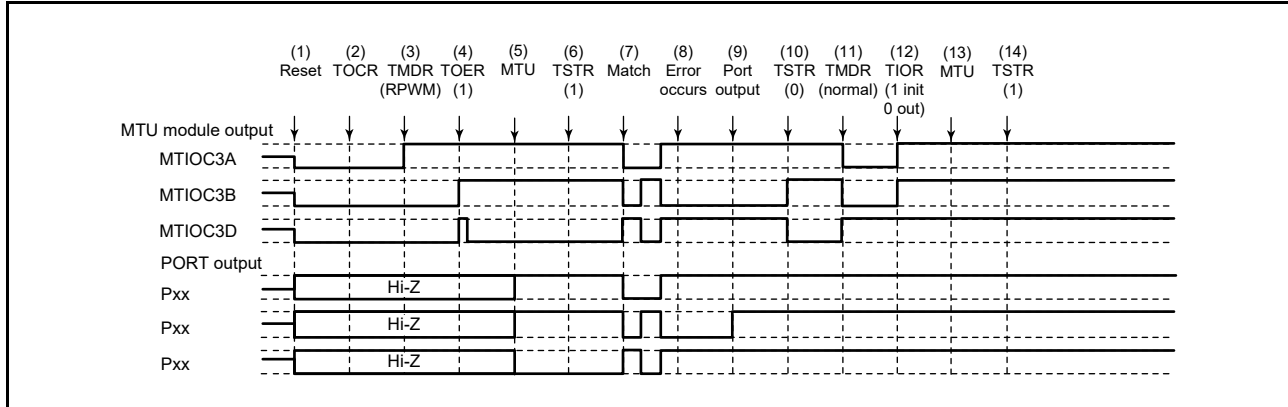 (1) (2) (3) (4) (5) (6) (7) (8) (9) (10) (11) (12) (13) (14)
Reset TOCR TMDR TOER MTU TSTR Match Error Port TSTR TMDR TIOR MTU TSTR
(RPWM) (1) (1) occurs output (0) (normal) (1 init (1)
0 out)
MTU module output
MTIOC3A
MTIOC3B
MTIOC3D
PORT output
Pxx Hi-Z
Pxx Hi-Z
Pxx Hi-Z